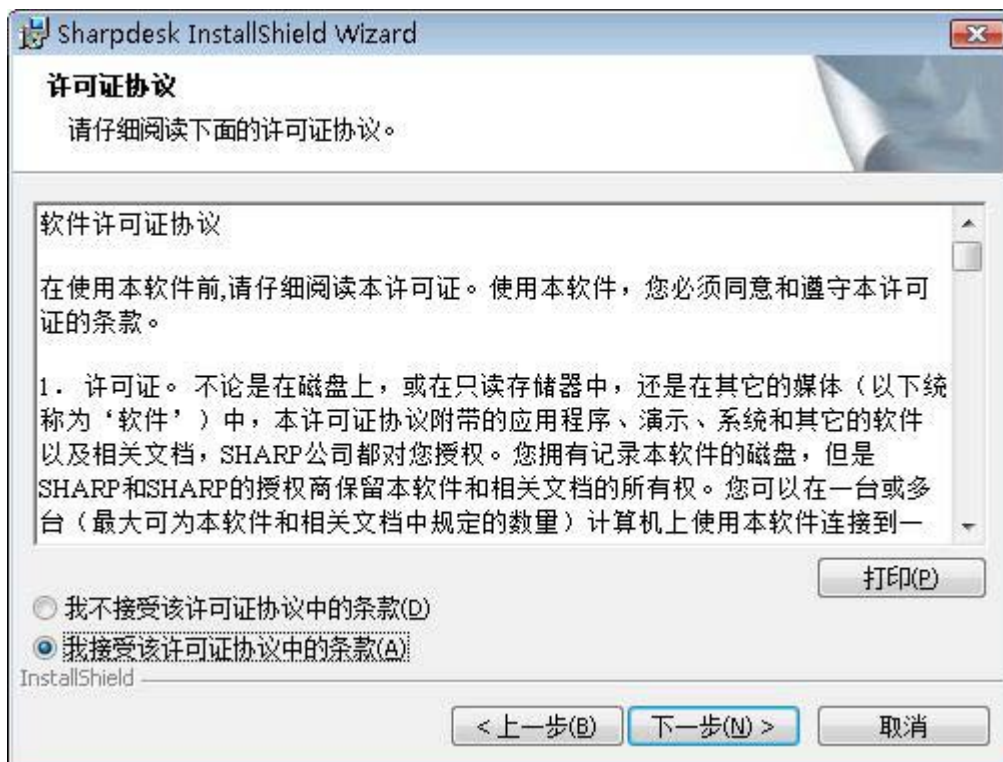 Sharpdesk InstallShield Wizard
许可证协议
请仔细阅读下面的许可证协议。
软件许可证协议
在使用本软件前,请仔细阅读本许可证。使用本软件，您必须同意和遵守本许可
证的条款。
1. 许可证。 不论是在磁盘上，或在只读存储器中，还是在其它的媒体（以下统
称为‘软件’）中，本许可证协议附带的应用程序、演示、系统和其它的软件
以及相关文档，SHARP公司都对您授权。您拥有记录本软件的磁盘，但是
SHARP和SHARP的授权商保留本软件和相关文档的所有权。您可以在一台或多
台（最大可为本软件和相关文档中规定的数量）计算机上使用本软件连接到一
打印(P)
我不接受该许可证协议中的条款(D)
我接受该许可证协议中的条款(A)
InstallShield
< 上一步(B)
下一步(N) >
取消